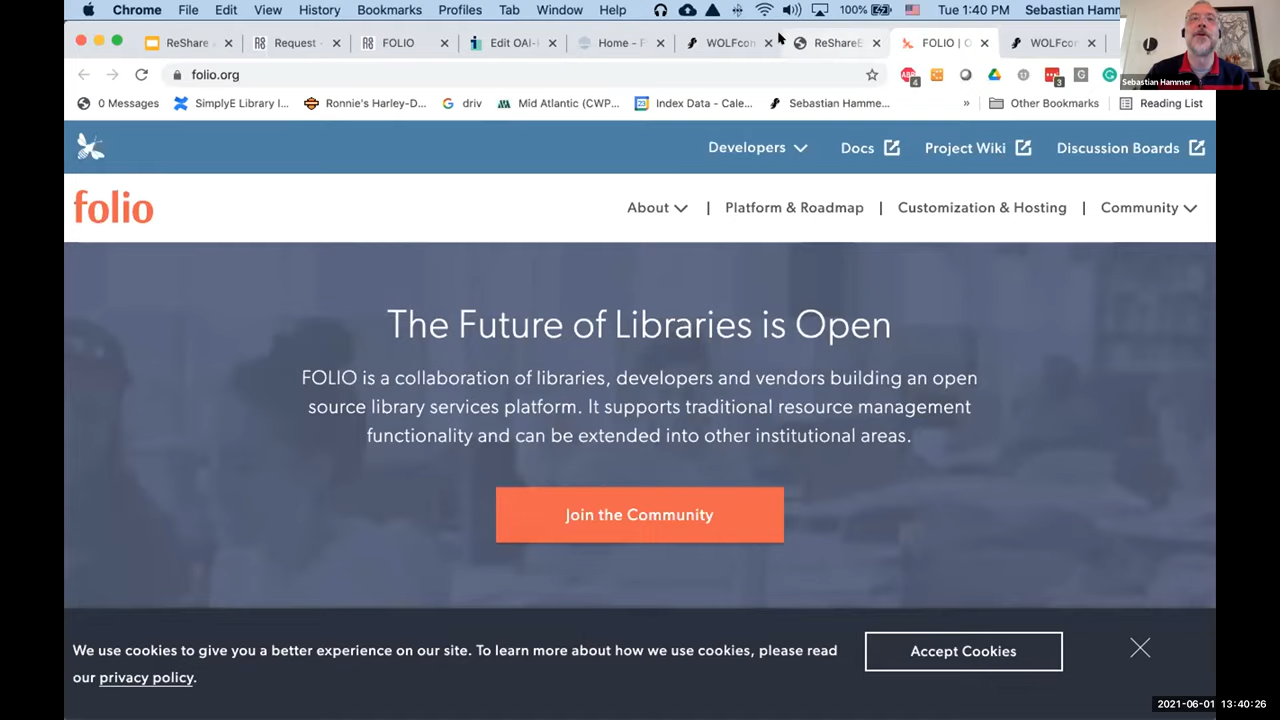 Chrome File Edit View History Bookmarks Profiles Tab Window Help 100% Tue 1:40 PM Sebastian Hamm
ReShare Request FOLIO Edit OAI- Home - F WOLFcon ReShareE FOLIO | O WOLFcon
folio.org
ABP 4 3 G
0 Messages SimplyE Library I... Ronnie's Harley-D... driv Mid Atlantic (CWP... 23 Index Data - Cale... Sebastian Hamme... » Other Bookmarks Reading List
Sebastian Hammer
Developers Docs Project Wiki Discussion Boards
folio
About | Platform & Roadmap | Customization & Hosting | Community
The Future of Libraries is Open
FOLIO is a collaboration of libraries, developers and vendors building an open
source library services platform. It supports traditional resource management
functionality and can be extended into other institutional areas.
Join the Community
We use cookies to give you a better experience on our site. To learn more about how we use cookies, please read
our privacy policy.
Accept Cookies
2021-06-01 13:40:26